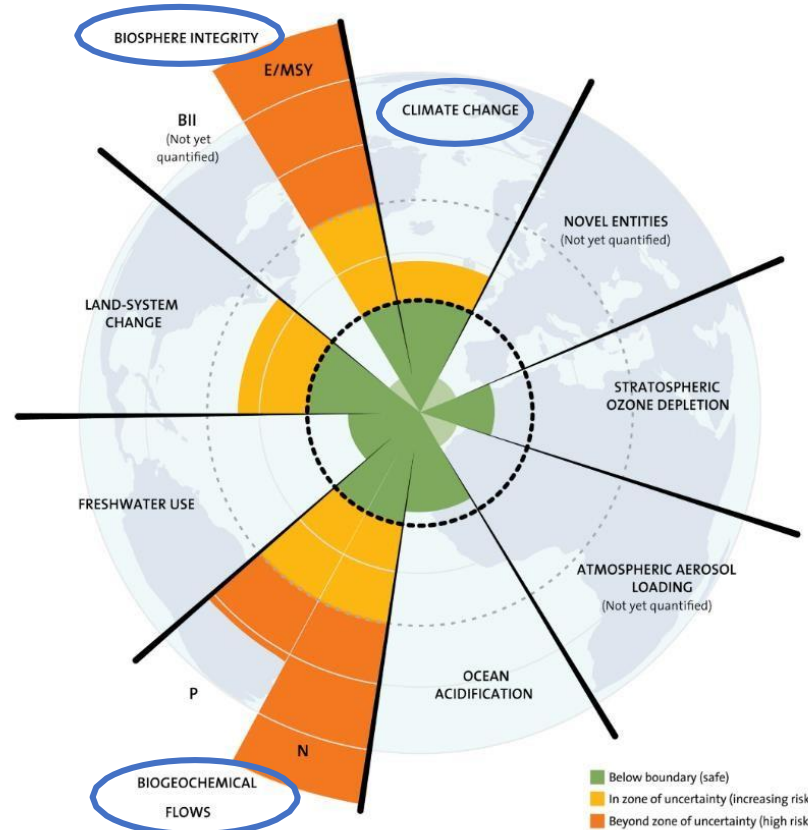 BIOSPHERE INTEGRITY
E/MSY
CLIMATE CHANGE
BII
(Not yet
quantified)
NOVEL ENTITIES
(Not yet quantified)
LAND-SYSTEM
CHANGE
STRATOSPHERIC
OZONE DEPLETION
FRESHWATER USE
ATMOSPHERIC AEROSOL
LOADING
(Not yet quantified)
OCEAN
ACIDIFICATION
P
N
BIOGEOCHEMICAL
FLOWS
Below boundary (safe)
In zone of uncertainty (increasing risk
Beyond zone of uncertainty (high risk